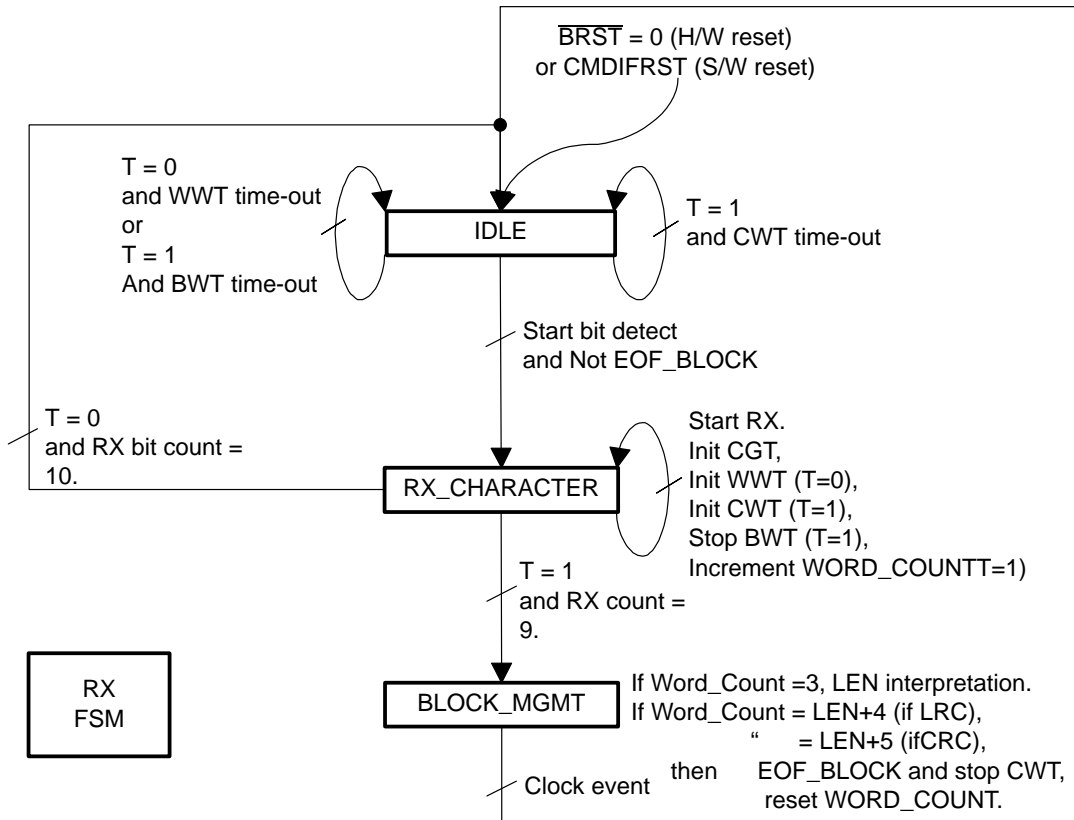 BRST = 0 (H/W reset)
or CMDIFRST (S/W reset)
T = 0
and WWT time-out
or
T = 1
And BWT time-out
IDLE
T = 1
and CWT time-out
Start bit detect
and Not EOF_BLOCK
T = 0
and RX bit count =
10.
RX_CHARACTER
Start RX.
Init CGT,
Init WWT (T=0),
Init CWT (T=1),
Stop BWT (T=1),
Increment WORD_COUNTT=1)
T = 1
and RX count =
9.
RX
FSM
BLOCK_MGMT
If Word_Count =3, LEN interpretation.
If Word_Count = LEN+4 (if LRC),
“ = LEN+5 (ifCRC),
then EOF_BLOCK and stop CWT,
reset WORD_COUNT.
Clock event